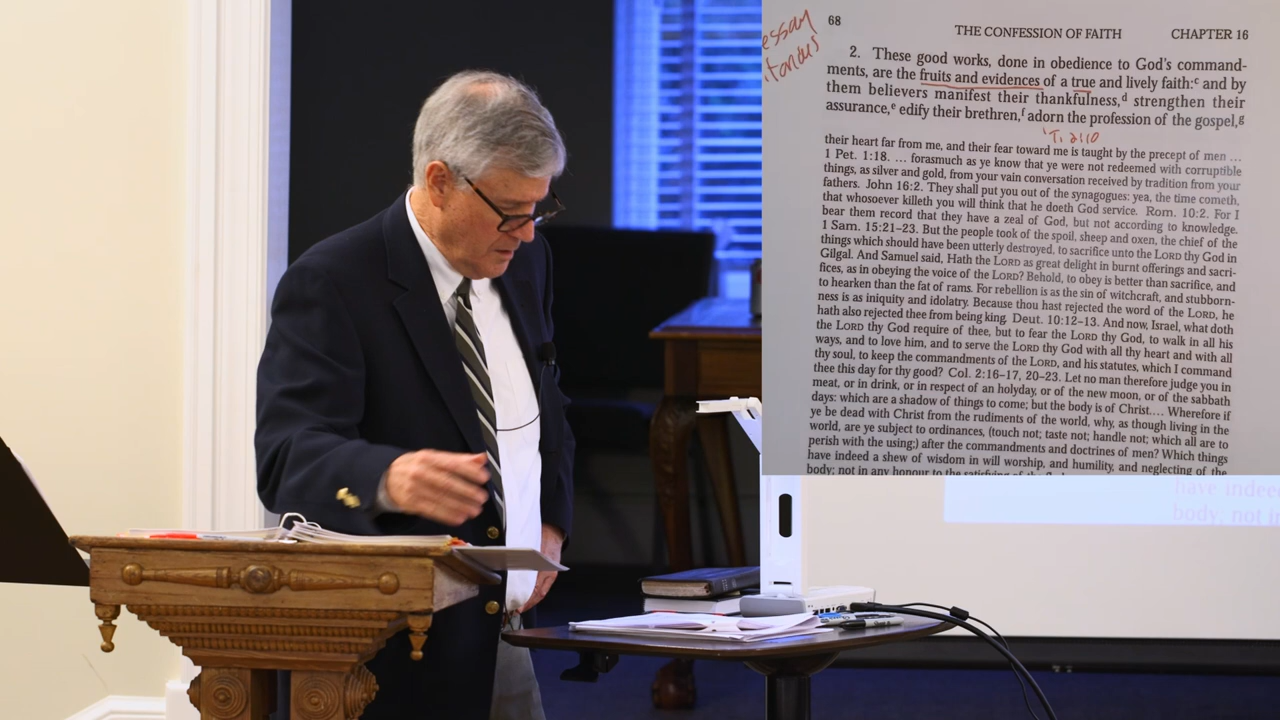 essay
68 THE CONFESSION OF FAITH CHAPTER 16
2. These good works, done in obedience to God's command-
ments, are the fruits and evidences of a true and lively faith:c and by
them believers manifest their thankfulness,d strengthen their
assurance,e edify their brethren,f adorn the profession of the gospel,g
Ti. 2:10
their heart far from me, and their fear toward me is taught by the precept of men ...
1 Pet. 1:18. ... forasmuch as ye know that ye were not redeemed with corruptible
things, as silver and gold, from your vain conversation received by tradition from your
fathers. John 16:2. They shall put you out of the synagogues: yea, the time cometh,
that whosoever killeth you will think that he doeth God service. Rom. 10:2. For I
bear them record that they have a zeal of God, but not according to knowledge.
1 Sam. 15:21–23. But the people took of the spoil, sheep and oxen, the chief of the
things which should have been utterly destroyed, to sacrifice unto the LORD thy God in
Gilgal. And Samuel said, Hath the LORD as great delight in burnt offerings and sacri-
fices, as in obeying the voice of the LORD? Behold, to obey is better than sacrifice, and
to hearken than the fat of rams. For rebellion is as the sin of witchcraft, and stubborn-
ness is as iniquity and idolatry. Because thou hast rejected the word of the LORD, he
hath also rejected thee from being king. Deut. 10:12–13. And now, Israel, what doth
the LORD thy God require of thee, but to fear the LORD thy God, to walk in all his
ways, and to love him, and to serve the LORD thy God with all thy heart and with all
thy soul, to keep the commandments of the LORD, and his statutes, which I command
thee this day for thy good? Col. 2:16–17, 20–23. Let no man therefore judge you in
meat, or in drink, or in respect of an holyday, or of the new moon, or of the sabbath
days: which are a shadow of things to come; but the body is of Christ.... Wherefore if
ye be dead with Christ from the rudiments of the world, why, as though living in the
world, are ye subject to ordinances, (touch not; taste not; handle not; which all are to
perish with the using;) after the commandments and doctrines of men? Which things
have indeed a shew of wisdom in will worship, and humility, and neglecting of the
body; not in any honour to the satisfying of the
have indeed
body, not in